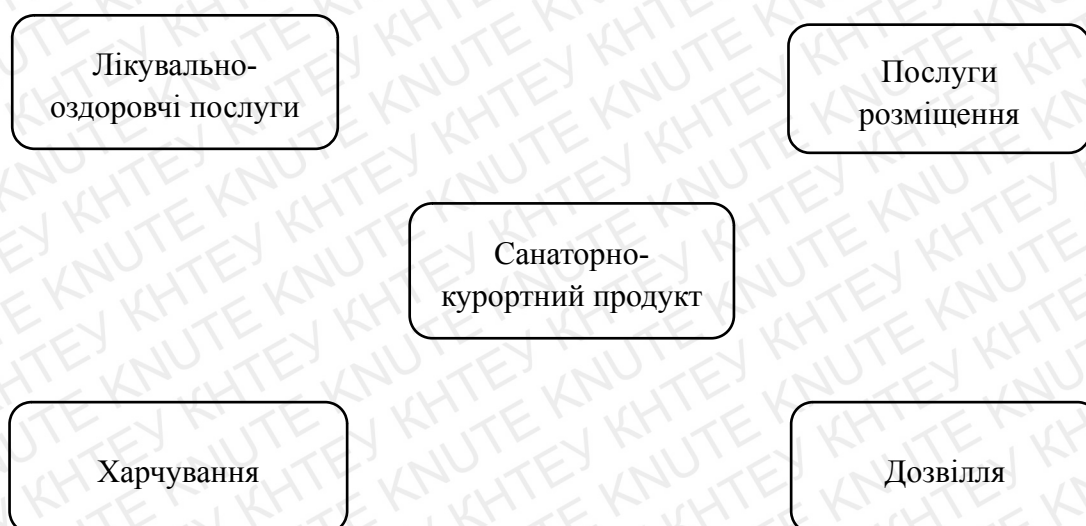 Лікувально-
оздоровчі послуги
Послуги
розміщення
Санаторно-
курортний продукт
Харчування
Дозвілля